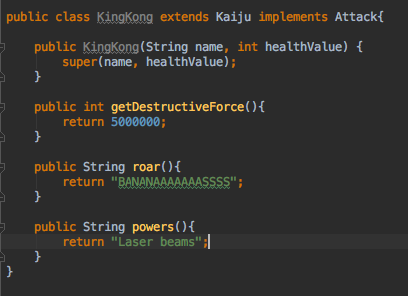 public class KingKong extends Kaiju implements Attack{
public KingKong(String name, int healthValue) {
super(name, healthValue);
}
public int getDestructiveForce(){
return 5000000;
}
public String roar(){
return "BANANAAAAAAASSSS";
}
public String powers(){
return "Laser beams";
}
}